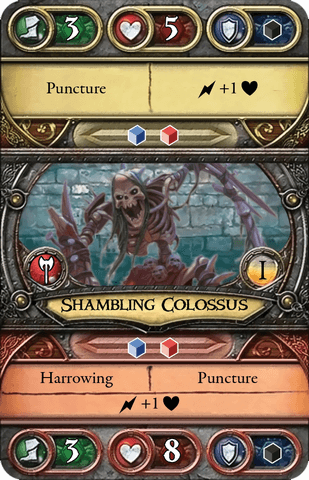 3 5
Puncture +1
I
Shambling Colossus
Harrowing Puncture
+1
3 8